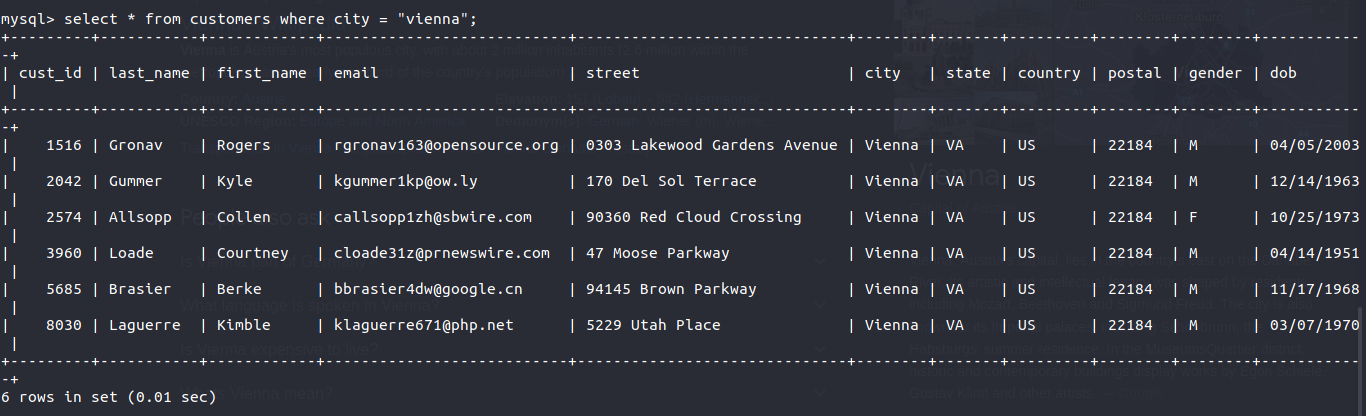 mysql> select * from customers where city = "vienna";
+---------+-----------+------------+---------------------------+------------------------------+--------+-------+---------+--------+--------+-----------
-+
| cust_id | last_name | first_name | email                     | street                       | city   | state | country | postal | gender | dob
 |
+---------+-----------+------------+---------------------------+------------------------------+--------+-------+---------+--------+--------+-----------
-+
|    1516 | Gronav    | Rogers     | rgronav163@opensource.org | 0303 Lakewood Gardens Avenue | Vienna | VA    | US      | 22184  | M      | 04/05/2003
 |
|    2042 | Gummer    | Kyle       | kgummer1kp@ow.ly          | 170 Del Sol Terrace          | Vienna | VA    | US      | 22184  | M      | 12/14/1963
 |
|    2574 | Allsopp   | Collen     | callsopp1zh@sbwire.com    | 90360 Red Cloud Crossing     | Vienna | VA    | US      | 22184  | F      | 10/25/1973
 |
|    3960 | Loade     | Courtney   | cloade31z@prnewswire.com  | 47 Moose Parkway             | Vienna | VA    | US      | 22184  | M      | 04/14/1951
 |
|    5685 | Brasier   | Berke      | bbrasier4dw@google.cn     | 94145 Brown Parkway          | Vienna | VA    | US      | 22184  | M      | 11/17/1968
 |
|    8030 | Laguerre  | Kimble     | klaguerre671@php.net      | 5229 Utah Place              | Vienna | VA    | US      | 22184  | M      | 03/07/1970
 |
+---------+-----------+------------+---------------------------+------------------------------+--------+-------+---------+--------+--------+-----------
-+
6 rows in set (0.01 sec)